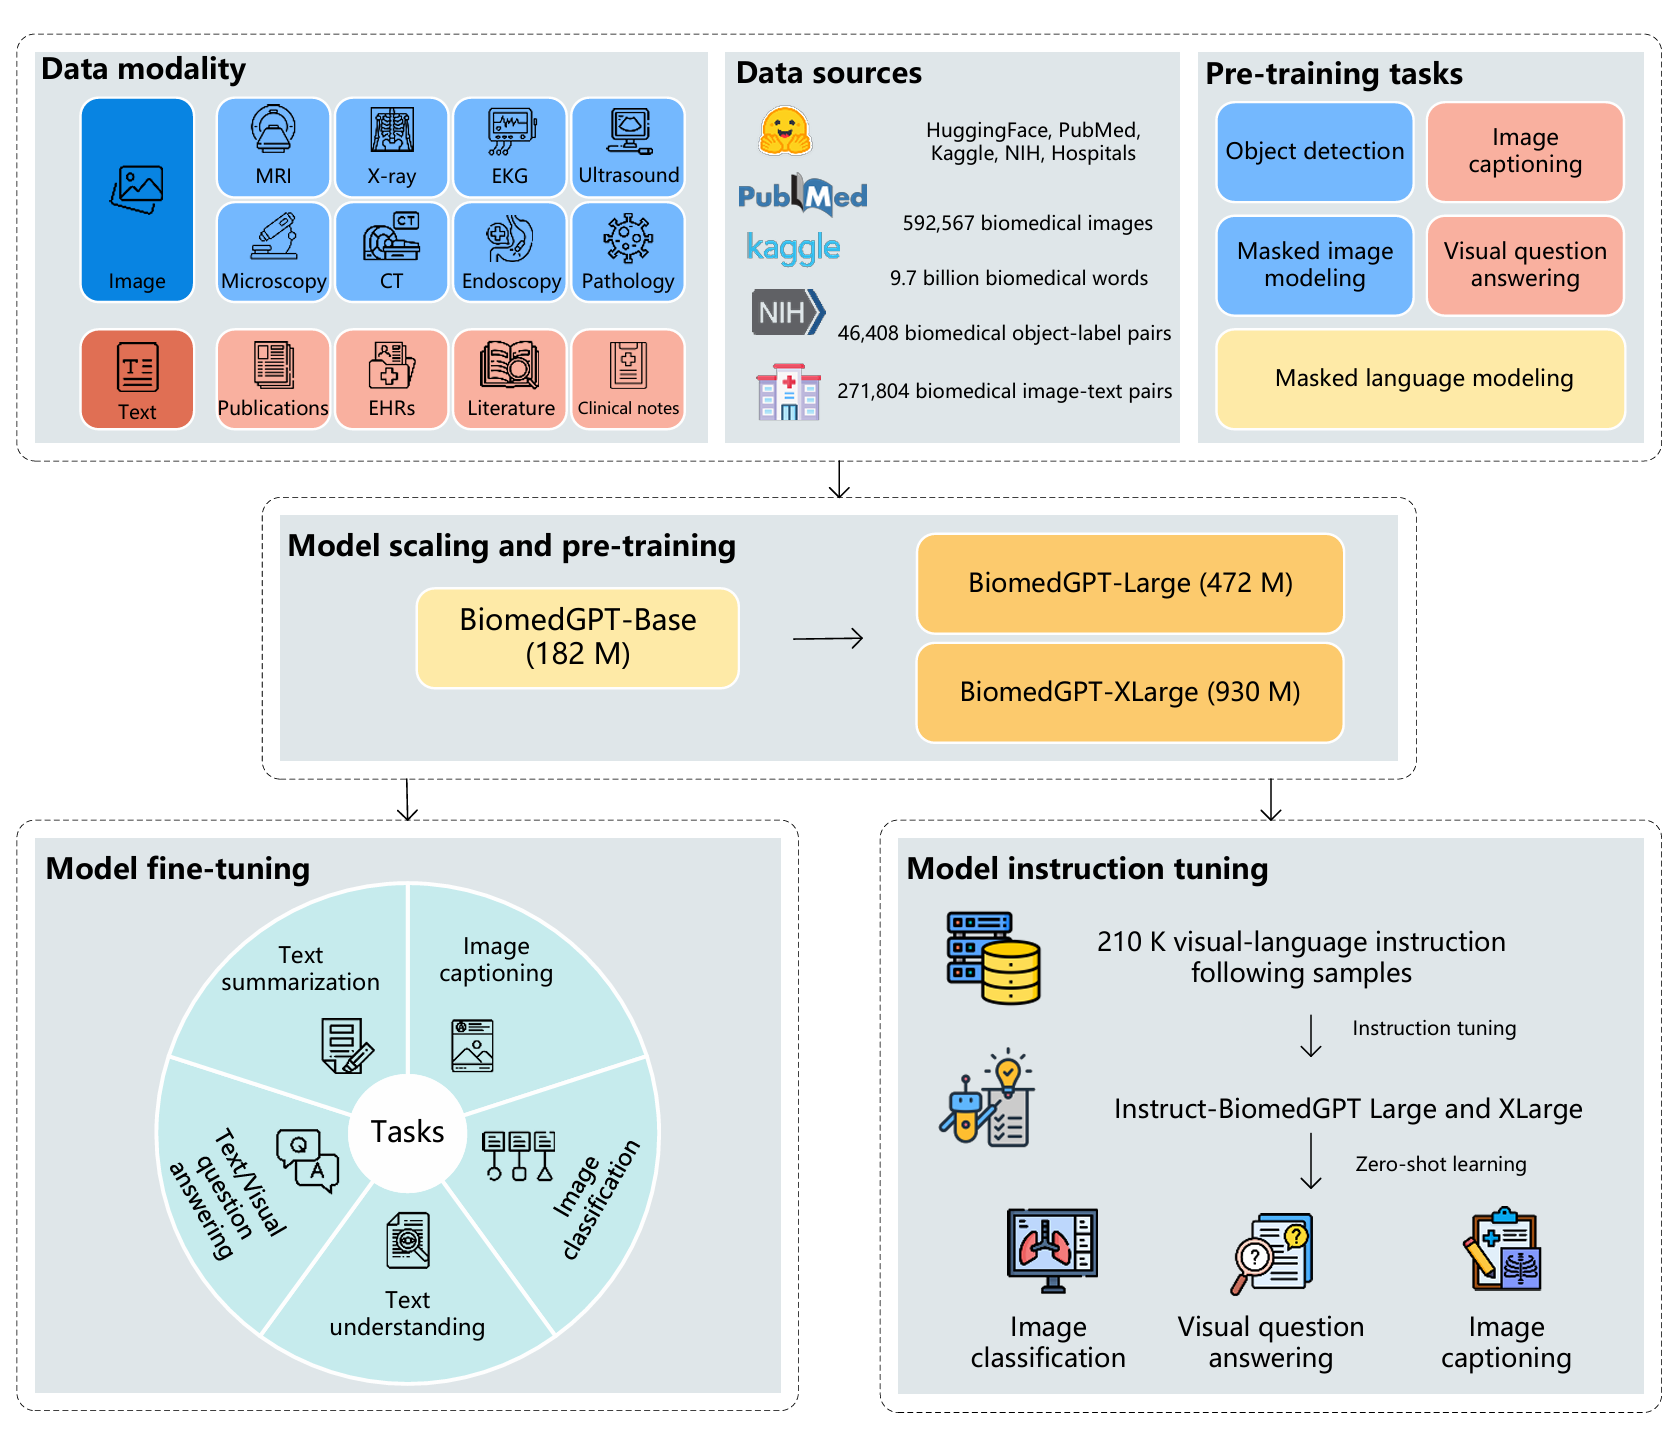 Data modality
Image
MRI
X-ray
EKG
Ultrasound
Microscopy
CT
CT
Endoscopy
Pathology
Text
T
Publications
EHRs
Literature
Clinical notes
Data sources
PubMed
kaggle
NIH
HuggingFace, PubMed,
Kaggle, NIH, Hospitals
592,567 biomedical images
9.7 billion biomedical words
46,408 biomedical object-label pairs
271,804 biomedical image-text pairs
Pre-training tasks
Object detection
Image
captioning
Masked image
modeling
Visual question
answering
Masked language modeling
Model scaling and pre-training
BiomedGPT-Base
(182 M)
BiomedGPT-Large (472 M)
BiomedGPT-XLarge (930 M)
Model fine-tuning
Text
summarization
Image
captioning
Tasks
Text/Visual
question
answering
Q
A
Image
classification
Text
understanding
Model instruction tuning
210 K visual-language instruction
following samples
Instruction tuning
Instruct-BiomedGPT Large and XLarge
Zero-shot learning
?
?
Image
classification
Visual question
answering
Image
captioning